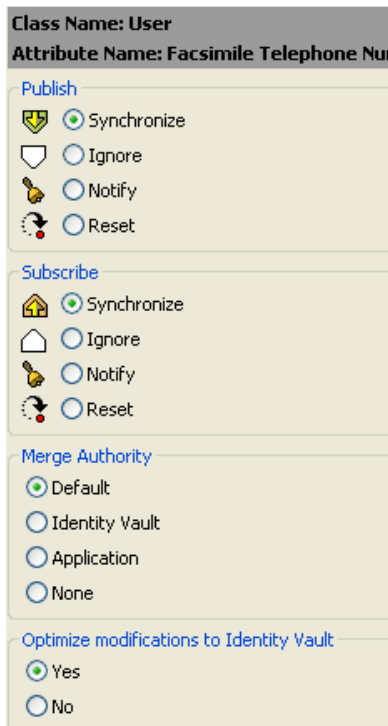 Class Name: User
Attribute Name: Facsimile Telephone
Publish
Synchronize
Ignore
Notify
Reset
Subscribe
Synchronize
Ignore
Notify
Reset
Merge Authority
Default
Identity Vault
Application
None
Optimize modifications to Identity Vault
Yes
No